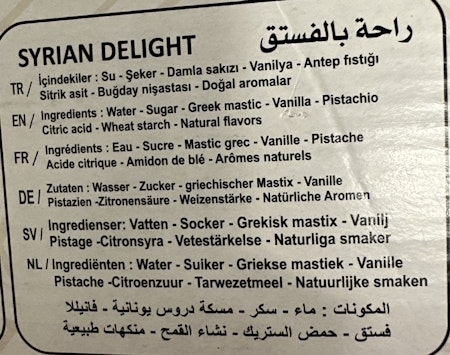 SYRIAN DELIGHT راحة بالفستق
TR / İçindekiler : Su - Şeker - Damla sakızı - Vanilya - Antep fıstığı
Sitrik asit - Buğday nişastası - Doğal aromalar
EN / Ingredients : Water - Sugar - Greek mastic - Vanilla - Pistachio
Citric acid - Wheat starch - Natural flavors
FR / Ingrédients : Eau - Sucre - Mastic grec - Vanille - Pistache
Acide citrique - Amidon de blé - Arômes naturels
DE / Zutaten : Wasser - Zucker - griechischer Mastix - Vanille
Pistazien -Zitronensäure - Weizenstärke - Natürliche Aromen
SV / Ingredienser: Vatten - Socker - Grekisk mastix - Vanilj
Pistage -Citronsyra - Vetestärkelse - Naturliga smaker
NL / Ingrediënten : Water - Suiker - Griekse mastiek - Vanille
Pistache -Citroenzuur - Tarwezetmeel - Natuurlijke smaken
المكونات : ماء - سكر - مسكة دروس يونانية - فانيللا
فستق - حمض الستريك - نشاء القمح - منكهات طبيعية